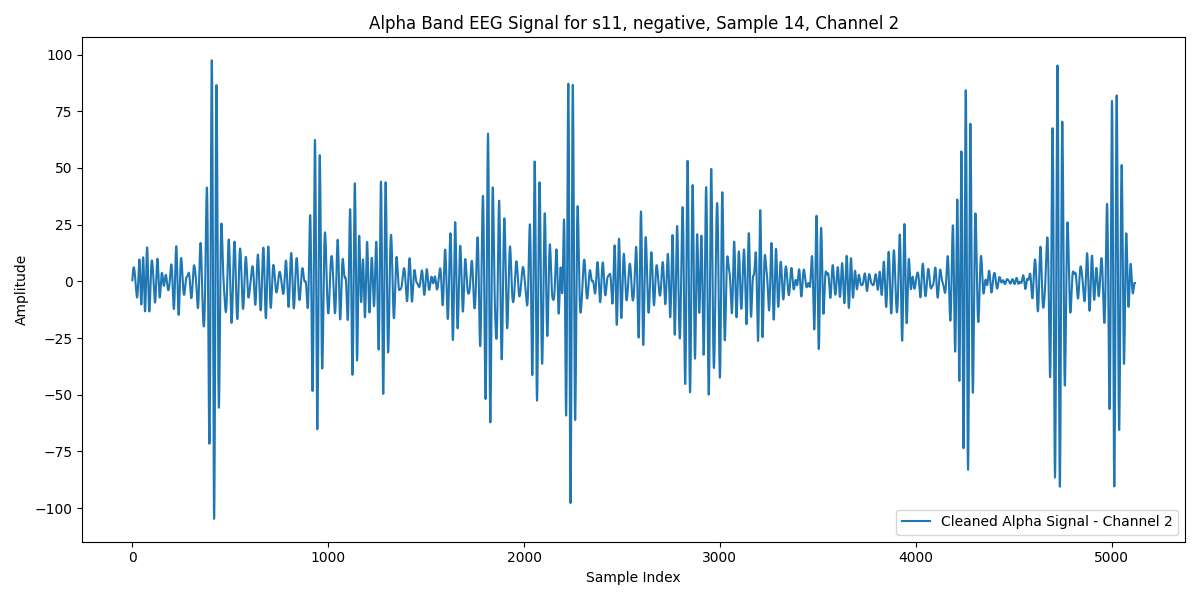 Alpha Band EEG Signal for s11, negative, Sample 14, Channel 2
100
75
50
25
0
−25
−50
−75
−100
Amplitude
Cleaned Alpha Signal - Channel 2
0 1000 2000 3000 4000 5000
Sample Index